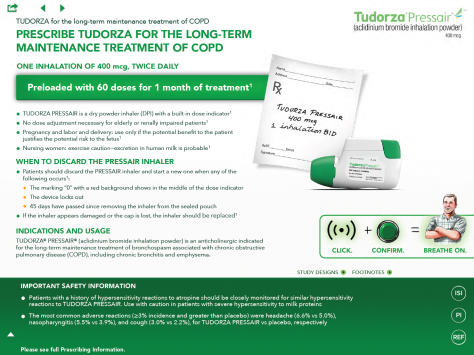 TUDORZA for the long-term maintenance treatment of COPD
PRESCRIBE TUDORZA FOR THE LONG-TERM
MAINTENANCE TREATMENT OF COPD
Tudorza™ Pressair™
(aclidinium bromide inhalation powder)
400 mcg
ONE INHALATION OF 400 mcg, TWICE DAILY
Preloaded with 60 doses for 1 month of treatment¹
• TUDORZA PRESSAIR is a dry powder inhaler (DPI) with a built-in dose indicator¹
• No dose adjustment necessary for elderly or renally impaired patients¹
• Pregnancy and labor and delivery: use only if the potential benefit to the patient
justifies the potential risk to the fetus¹
• Nursing women: exercise caution—excretion in human milk is probable¹
Name
Address
Date
Rx
TUDORZA PRESSAIR
400 mcg
1 inhalation BID
Refill
Signature
WHEN TO DISCARD THE PRESSAIR INHALER
• Patients should discard the PRESSAIR inhaler and start a new one when any of the
following occurs¹:
• The marking "0" with a red background shows in the middle of the dose indicator
• The device locks out
• 45 days have passed since removing the inhaler from the sealed pouch
• If the inhaler appears damaged or the cap is lost, the inhaler should be replaced¹
INDICATIONS AND USAGE
TUDORZA® PRESSAIR® (aclidinium bromide inhalation powder) is an anticholinergic indicated
for the long-term maintenance treatment of bronchospasm associated with chronic obstructive
pulmonary disease (COPD), including chronic bronchitis and emphysema.
+
CLICK. CONFIRM. BREATHE ON.
STUDY DESIGNS FOOTNOTES
IMPORTANT SAFETY INFORMATION
• Patients with a history of hypersensitivity reactions to atropine should be closely monitored for similar hypersensitivity
reactions to TUDORZA PRESSAIR. Use with caution in patients with severe hypersensitivity to milk proteins
• The most common adverse reactions (≥3% incidence and greater than placebo) were headache (6.6% vs 5.0%),
nasopharyngitis (5.5% vs 3.9%), and cough (3.0% vs 2.2%), for TUDORZA PRESSAIR vs placebo, respectively
ISI
PI
REF
Please see full Prescribing Information.